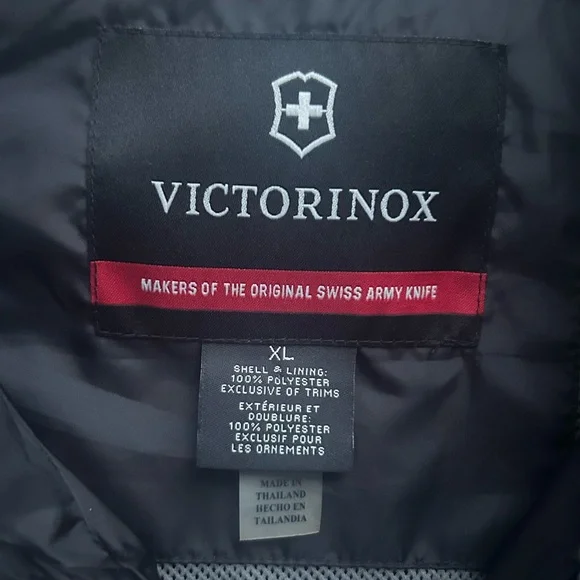 VICTORINOX
MAKERS OF THE ORIGINAL SWISS ARMY KNIFE
XL
SHELL & LINING:
100% POLYESTER
EXCLUSIVE OF TRIMS
EXTÉRIEUR ET
DOUBLURE:
100% POLYESTER
EXCLUSIF POUR
LES ORNEMENTS
MADE IN
THAILAND
HECHO EN
TAILANDIA